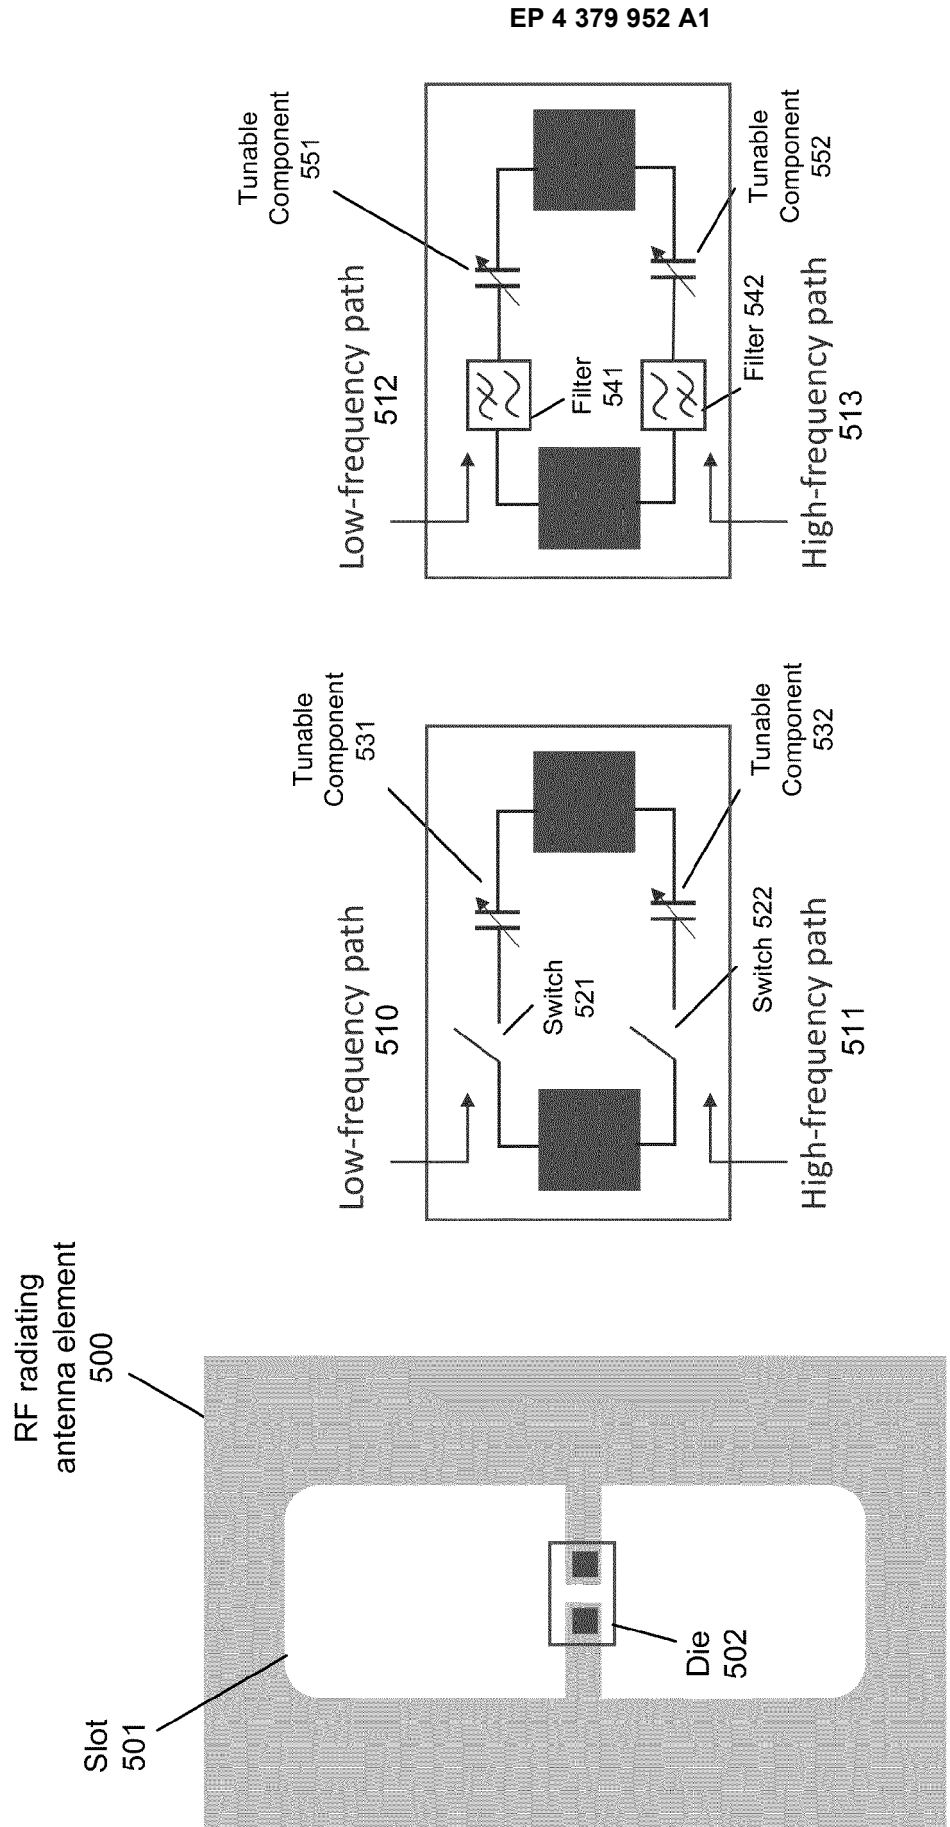 EP 4 379 952 A1
RF radiating
antenna element
500
Slot
501
Die
502
Low-frequency path
510
Tunable
Component
531
Switch
521
Switch 522
Tunable
Component
532
High-frequency path
511
Low-frequency path
512
Tunable
Component
551
Filter
541
Filter 542
Tunable
Component
552
High-frequency path
513